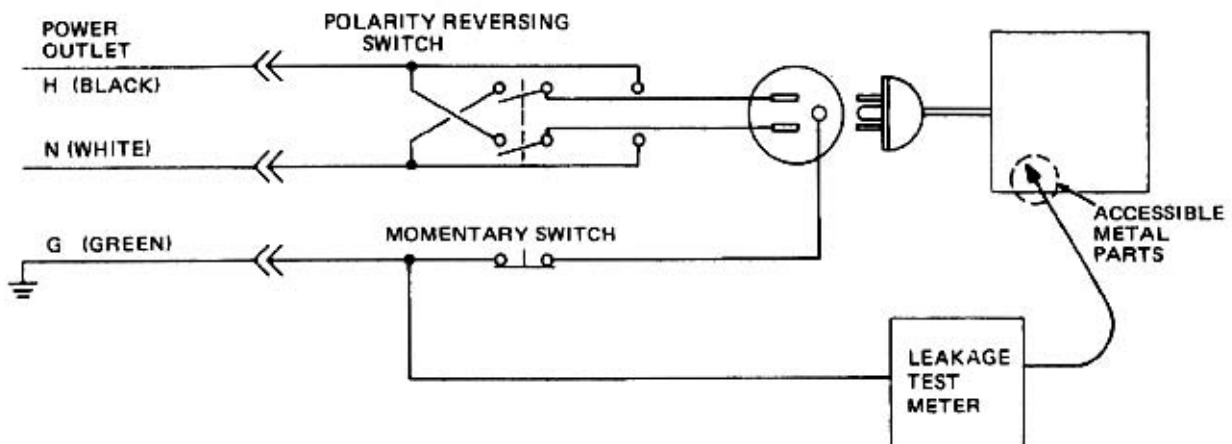 POWER
OUTLET
H (BLACK)
POLARITY REVERSING
SWITCH
N (WHITE)
G (GREEN)
MOMENTARY SWITCH
ACCESSIBLE
METAL
PARTS
LEAKAGE
TEST
METER